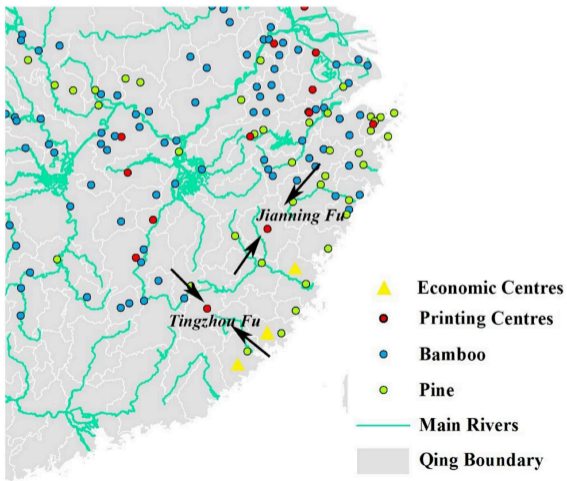 Jianning Fu
Tingzhou Fu
Economic Centres
Printing Centres
Bamboo
Pine
Main Rivers
Qing Boundary